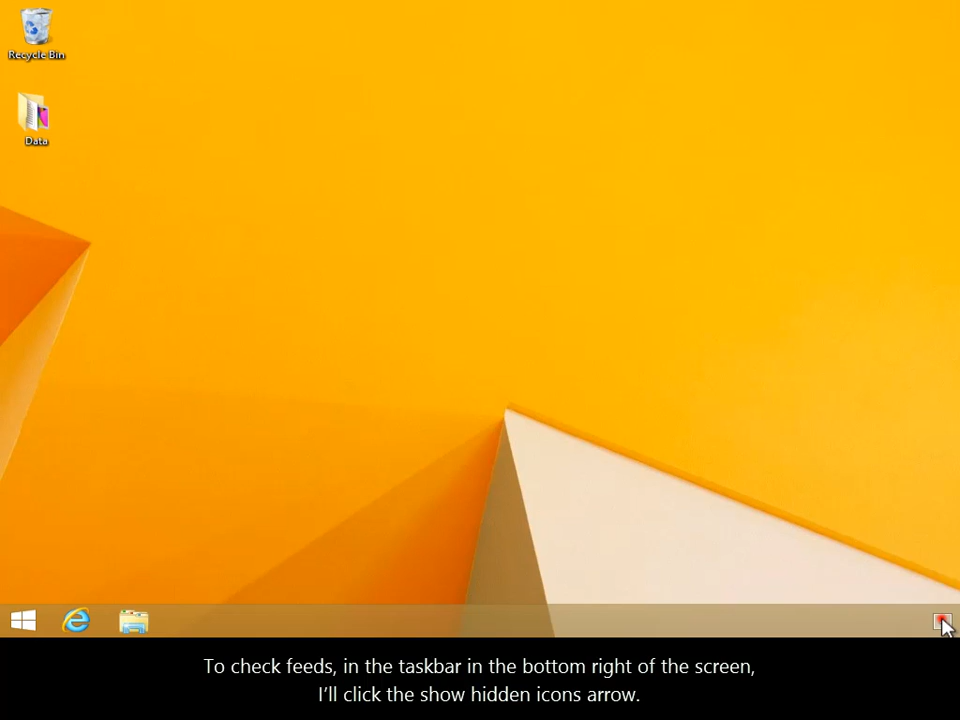 Recycle Bin
Data
To check feeds, in the taskbar in the bottom right of the screen,
I’ll click the show hidden icons arrow.